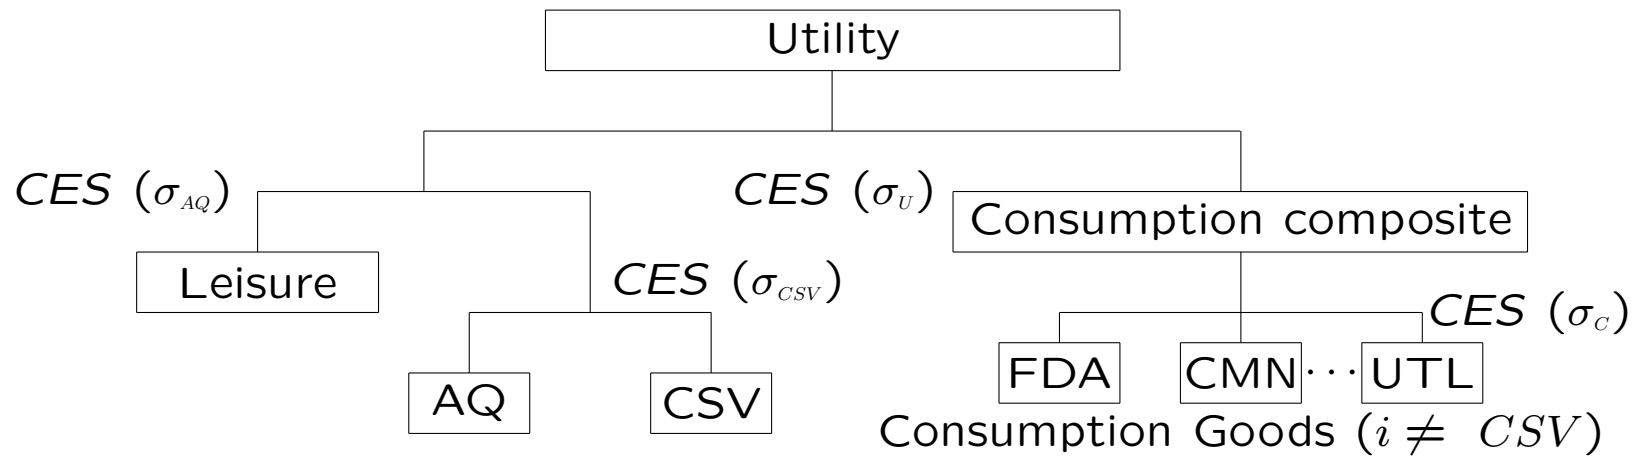 Utility
CES (σ_AQ)
CES (σ_U)
Consumption composite
Leisure
CES (σ_CSV)
CES (σ_C)
FDA
CMN
···
UTL
AQ
CSV
Consumption Goods (i ≠ CSV)